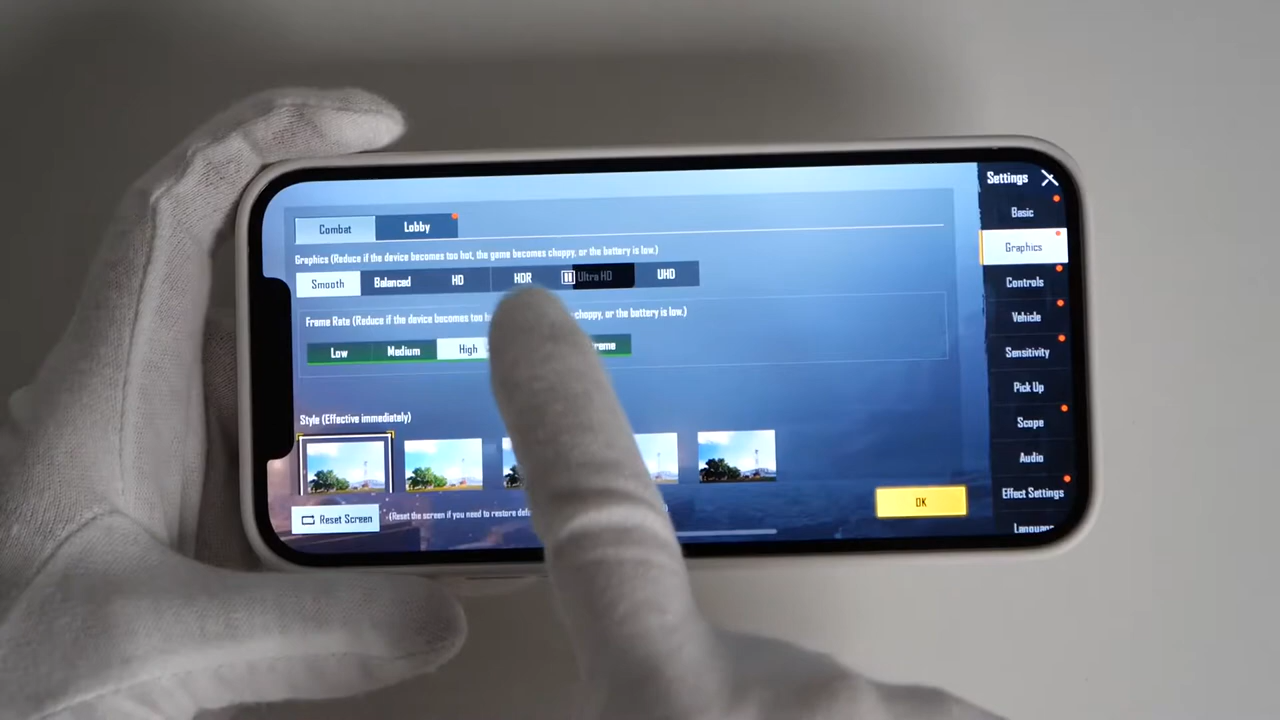 Settings
Combat
Lobby
Graphics (Reduce if the device becomes too hot, the game becomes choppy, or the battery is low.)
Smooth
Balanced
HD
HDR
Ultra HD
UHD
Frame Rate (Reduce if the device becomes too choppy, or the battery is low.)
Low
Medium
High
Style (Effective immediately)
Reset Screen
(Reset the screen if you need to restore
OK
Basic
Graphics
Controls
Vehicle
Sensitivity
Pick Up
Scope
Audio
Effect Settings